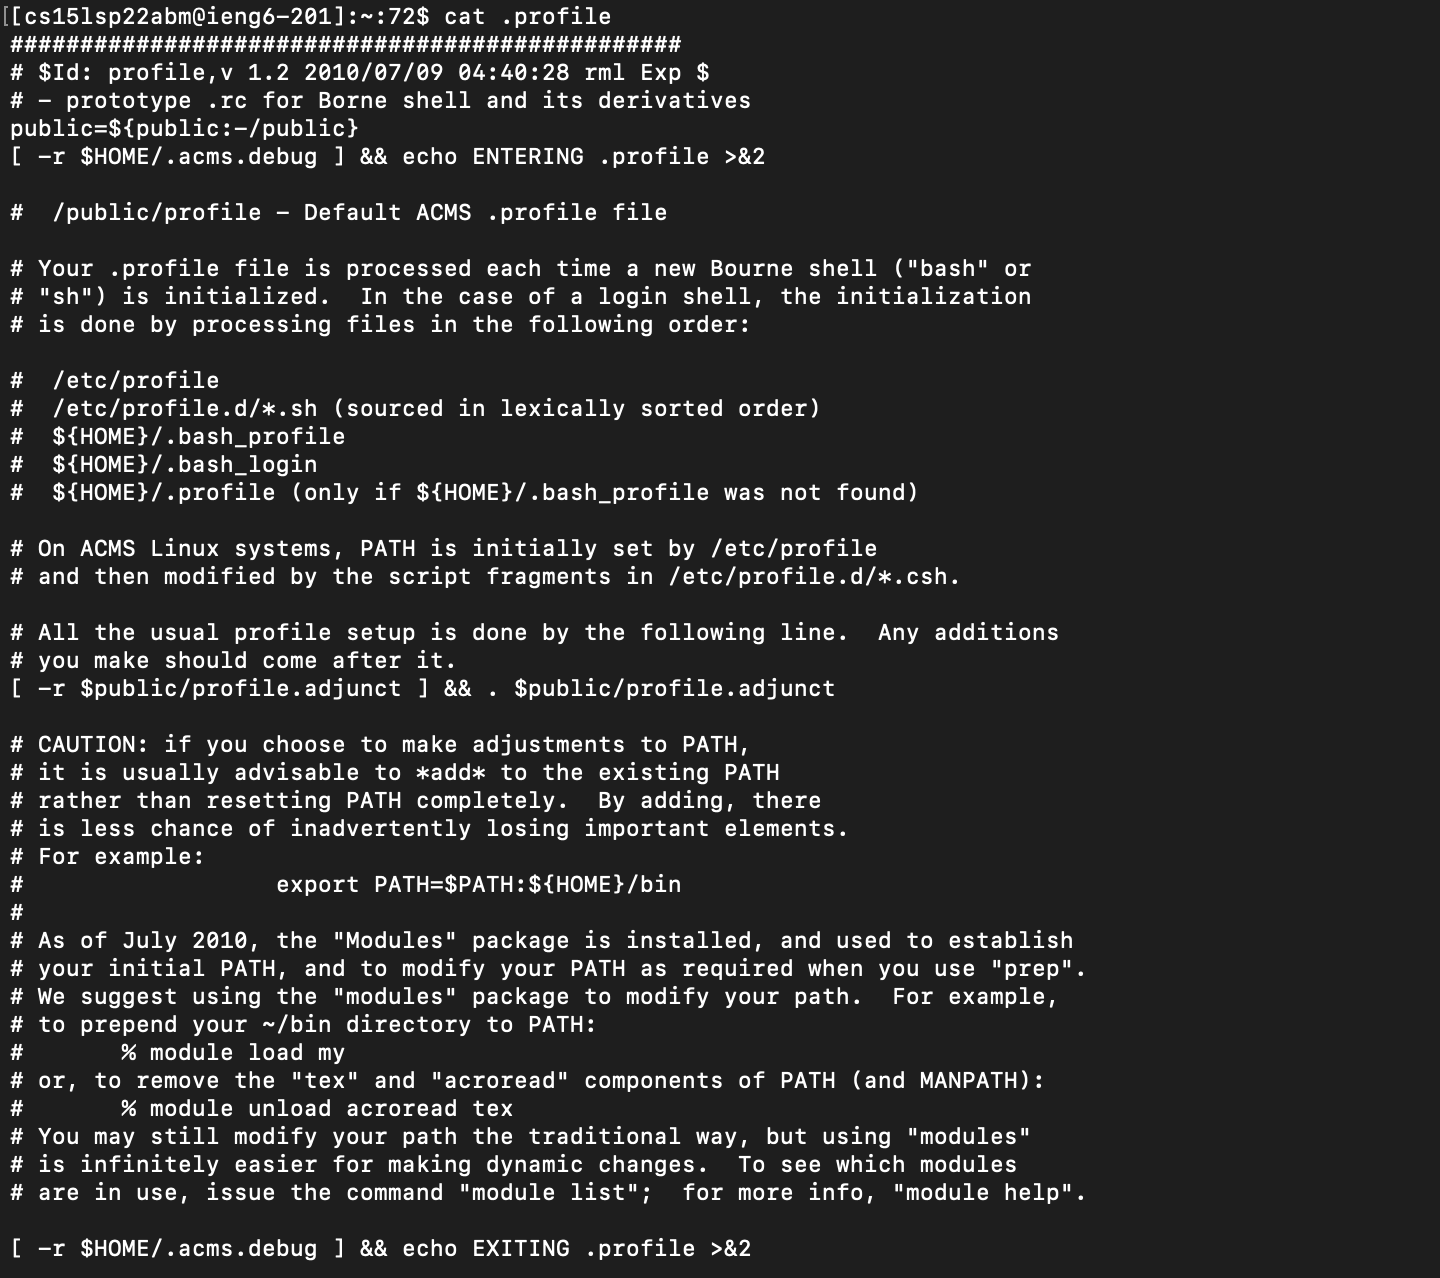 [[cs15lsp22abm@ieng6-201]:~:72$ cat .profile
################################################
# $Id: profile,v 1.2 2010/07/09 04:40:28 rml Exp $
# - prototype .rc for Borne shell and its derivatives
public=${public:-/public}
[ -r $HOME/.acms.debug ] && echo ENTERING .profile >&2

#  /public/profile - Default ACMS .profile file

# Your .profile file is processed each time a new Bourne shell ("bash" or
# "sh") is initialized.  In the case of a login shell, the initialization
# is done by processing files in the following order:

#  /etc/profile
#  /etc/profile.d/*.sh (sourced in lexically sorted order)
#  ${HOME}/.bash_profile
#  ${HOME}/.bash_login
#  ${HOME}/.profile (only if ${HOME}/.bash_profile was not found)

# On ACMS Linux systems, PATH is initially set by /etc/profile
# and then modified by the script fragments in /etc/profile.d/*.csh.

# All the usual profile setup is done by the following line.  Any additions
# you make should come after it.
[ -r $public/profile.adjunct ] && . $public/profile.adjunct

# CAUTION: if you choose to make adjustments to PATH,
# it is usually advisable to *add* to the existing PATH
# rather than resetting PATH completely.  By adding, there
# is less chance of inadvertently losing important elements.
# For example:
#                  export PATH=$PATH:${HOME}/bin
#
# As of July 2010, the "Modules" package is installed, and used to establish
# your initial PATH, and to modify your PATH as required when you use "prep".
# We suggest using the "modules" package to modify your path.  For example,
# to prepend your ~/bin directory to PATH:
#       % module load my
# or, to remove the "tex" and "acroread" components of PATH (and MANPATH):
#       % module unload acroread tex
# You may still modify your path the traditional way, but using "modules"
# is infinitely easier for making dynamic changes.  To see which modules
# are in use, issue the command "module list";  for more info, "module help".

[ -r $HOME/.acms.debug ] && echo EXITING .profile >&2